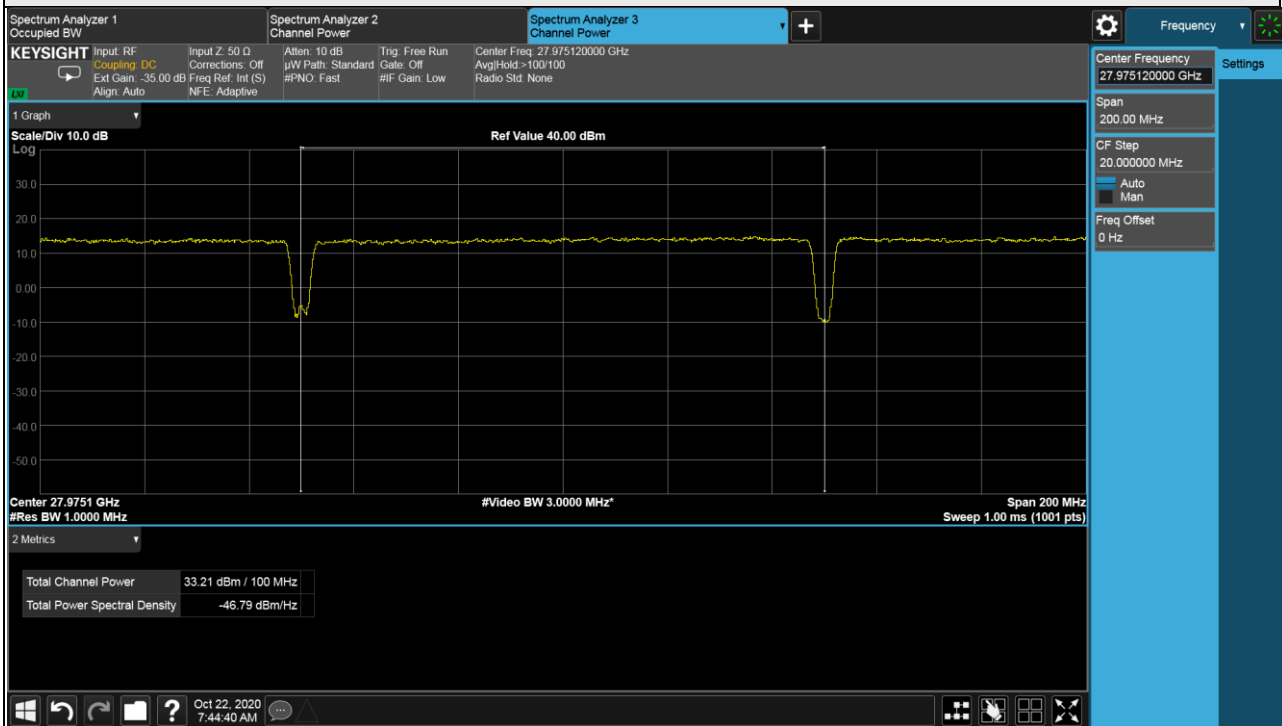 Spectrum Analyzer 1
Occupied BW
Spectrum Analyzer 2
Channel Power
Spectrum Analyzer 3
Channel Power
Frequency
KEYSIGHT
Input: RF
Coupling: DC
Ext Gain: -35.00 dB
Align: Auto
Input Z: 50 Ω
Corrections: Off
Freq Ref: Int (S)
NFE: Adaptive
Atten: 10 dB
µW Path: Standard
#PNO: Fast
Trig: Free Run
Gate: Off
#IF Gain: Low
Center Freq: 27.975120000 GHz
Avg|Hold:>100/100
Radio Std: None
LXI
Center Frequency
27.975120000 GHz
Settings
Span
200.00 MHz
CF Step
20.000000 MHz
Auto
Man
Freq Offset
0 Hz
1 Graph
Scale/Div 10.0 dB
Ref Value 40.00 dBm
Log
30.0
20.0
10.0
0.00
-10.0
-20.0
-30.0
-40.0
-50.0
Center 27.9751 GHz
#Video BW 3.0000 MHz*
Span 200 MHz
#Res BW 1.0000 MHz
Sweep 1.00 ms (1001 pts)
2 Metrics
Total Channel Power 33.21 dBm / 100 MHz
Total Power Spectral Density -46.79 dBm/Hz
Oct 22, 2020
7:44:40 AM